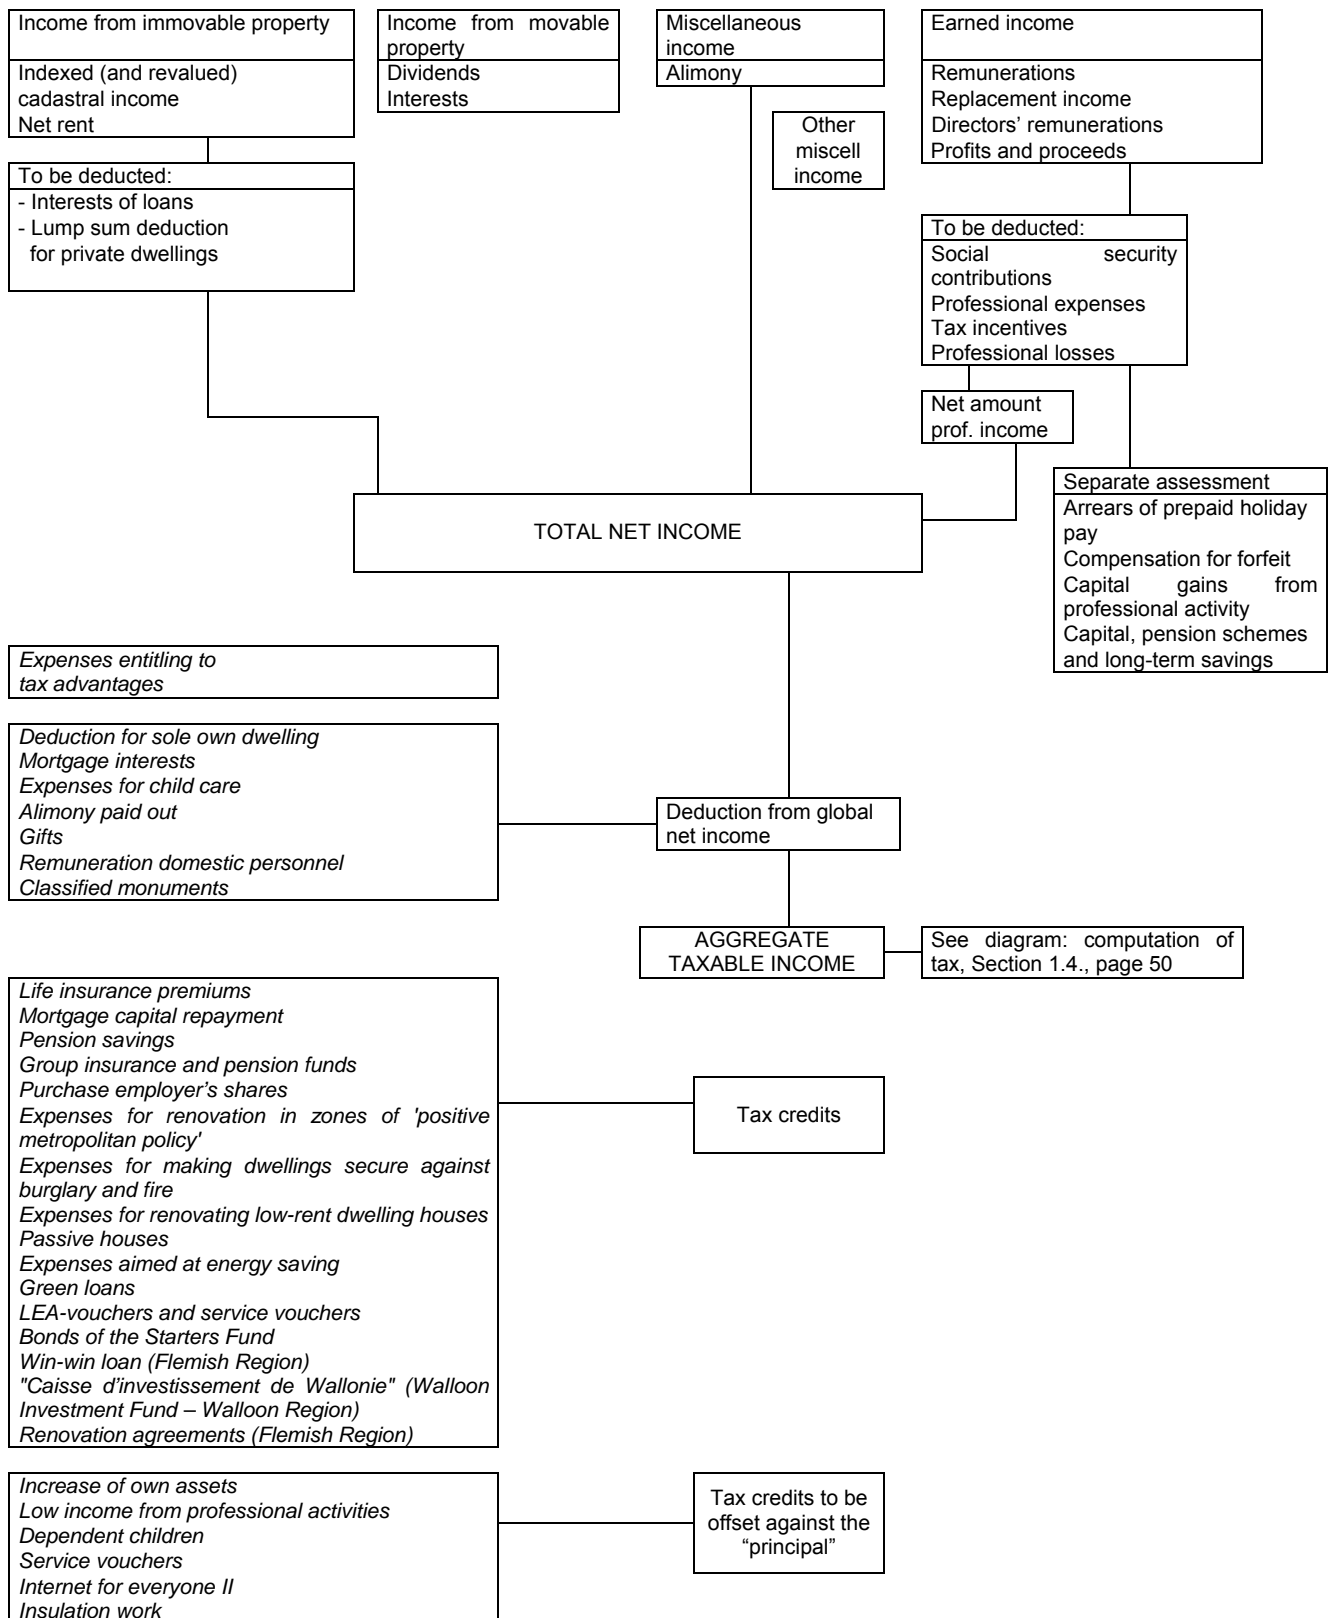 Income from immovable property
Indexed (and revalued)
cadastral income
Net rent
Income from movable
property
Dividends
Interests
Miscellaneous
income
Alimony
Other
miscell
income
Earned income
Remunerations
Replacement income
Directors' remunerations
Profits and proceeds
To be deducted:
- Interests of loans
- Lump sum deduction
for private dwellings
To be deducted:
Social security
contributions
Professional expenses
Tax incentives
Professional losses
Net amount
prof. income
Separate assessment
Arrears of prepaid holiday
pay
Compensation for forfeit
Capital gains from
professional activity
Capital, pension schemes
and long-term savings
TOTAL NET INCOME
Expenses entitling to
tax advantages
Deduction for sole own dwelling
Mortgage interests
Expenses for child care
Alimony paid out
Gifts
Remuneration domestic personnel
Classified monuments
Deduction from global
net income
AGGREGATE
TAXABLE INCOME
See diagram: computation of
tax, Section 1.4., page 50
Life insurance premiums
Mortgage capital repayment
Pension savings
Group insurance and pension funds
Purchase employer's shares
Expenses for renovation in zones of 'positive
metropolitan policy'
Expenses for making dwellings secure against
burglary and fire
Expenses for renovating low-rent dwelling houses
Passive houses
Expenses aimed at energy saving
Green loans
LEA-vouchers and service vouchers
Bonds of the Starters Fund
Win-win loan (Flemish Region)
"Caisse d'investissement de Wallonie" (Walloon
Investment Fund – Walloon Region)
Renovation agreements (Flemish Region)
Tax credits
Increase of own assets
Low income from professional activities
Dependent children
Service vouchers
Internet for everyone II
Insulation work
Tax credits to be
offset against the
“principal”